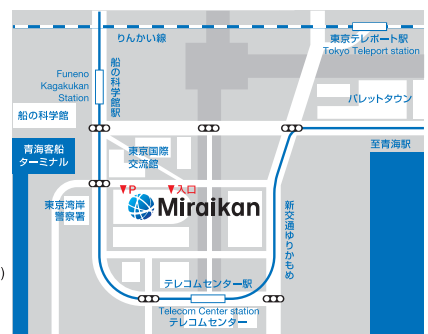 りんかい線
東京テレポート駅
Tokyo Teleport station
Funeno
Kagakukan
Station
船の科学館駅
パレットタウン
船の科学館
青海客船
ターミナル
東京国際
交流館
至青海駅
P
入口
Miraikan
東京湾岸
警察署
新交通ゆりかもめ
テレコムセンター駅
Telecom Center station
テレコムセンター
)